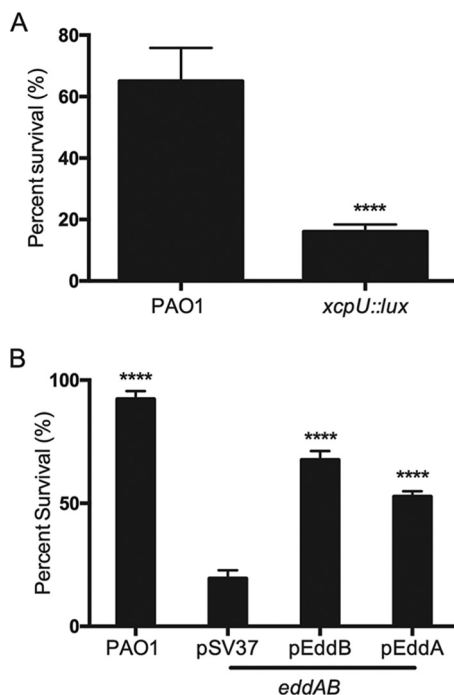 A
Percent survival (%)
80
60
40
20
0
****
PAO1
xcpU::lux
B
Percent Survival (%)
100
50
0
****
****
****
PAO1
pSV37
pEddB
pEddA
eddAB